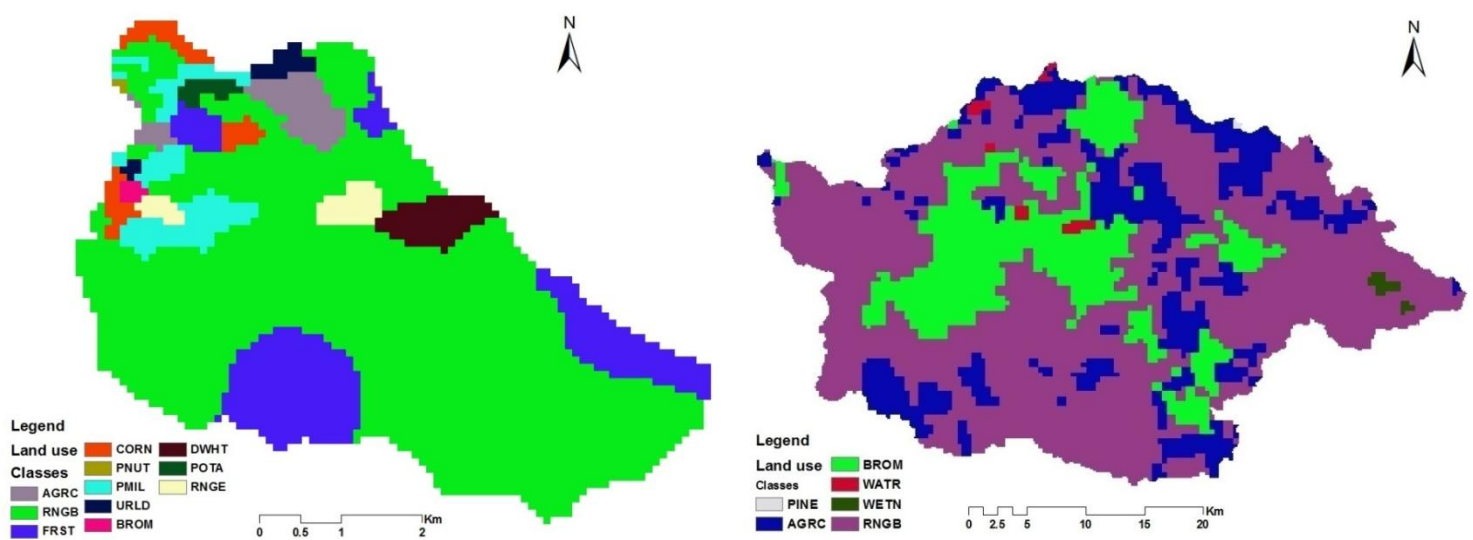 N
Legend
Land use
Classes
AGRC
RNGB
FRST
CORN
PNUT
PMIL
URLD
BROM
DWHT
POTA
RNGE
Km
0 0.5 1 2
N
Legend
Land use
Classes
PINE
AGRC
BROM
WATR
WETN
RNGB
Km
0 2.5 5 10 15 20